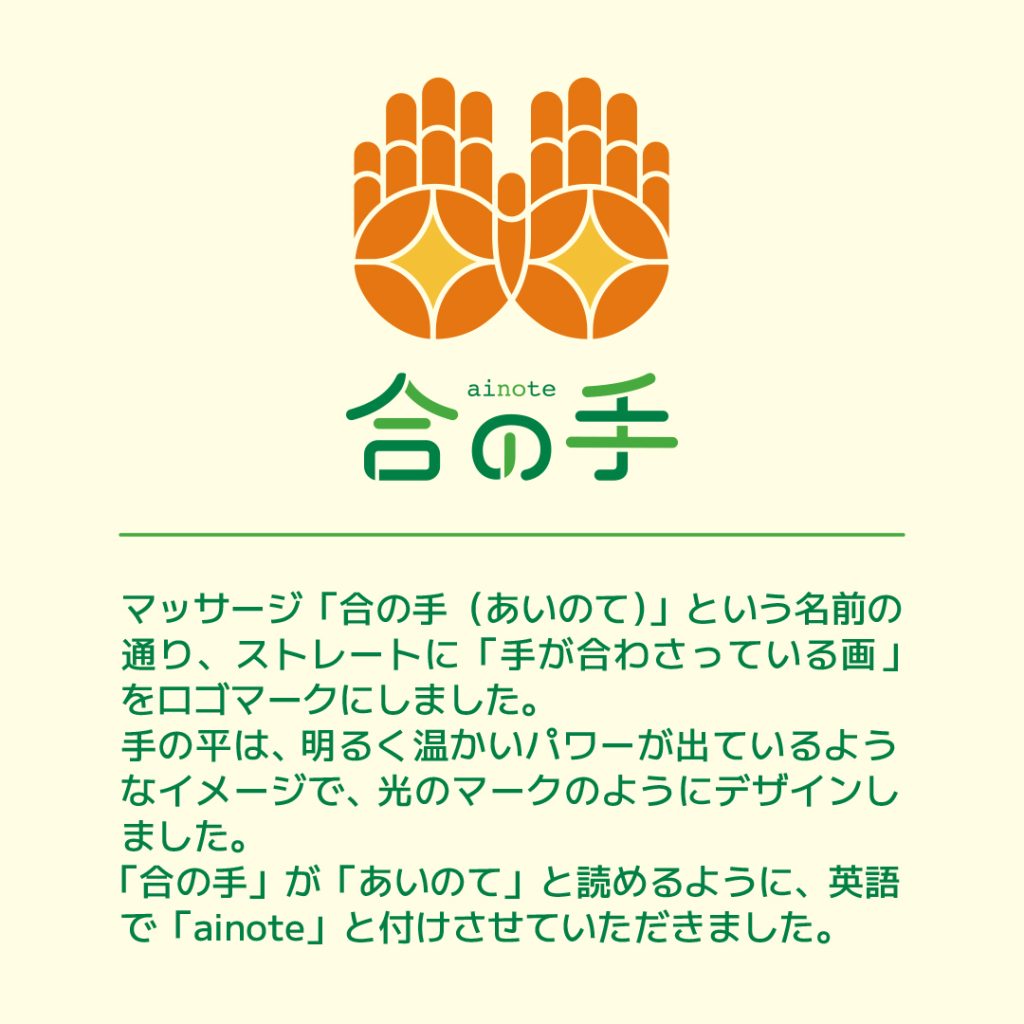 ainote
合の手
マッサージ「合の手（あいのて）」という名前の
通り、ストレートに「手が合わさっている画」
をロゴマークにしました。
手の平は、明るく温かいパワーが出ているよう
なイメージで、光のマークのようにデザインし
ました。
「合の手」が「あいのて」と読めるように、英語
で「ainote」と付けさせていただきました。